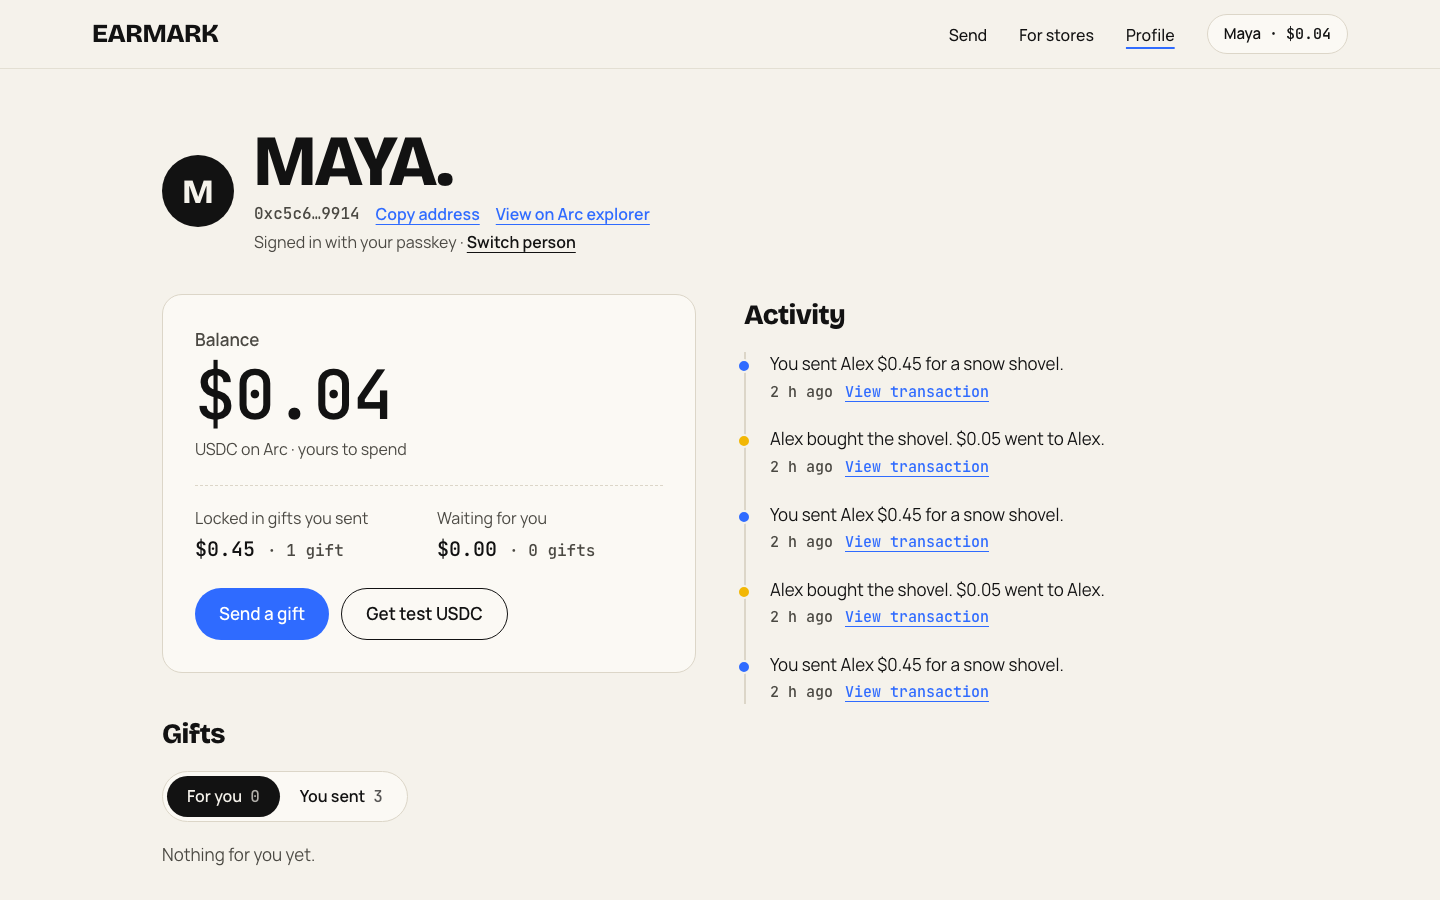 EARMARK
Send
For stores
Profile
Maya · $0.04
M
MAYA.
0xc5c6…9914 Copy address View on Arc explorer
Signed in with your passkey · Switch person
Balance
$0.04
USDC on Arc · yours to spend
Locked in gifts you sent
$0.45 · 1 gift
Waiting for you
$0.00 · 0 gifts
Send a gift
Get test USDC
Activity
You sent Alex $0.45 for a snow shovel.
2 h ago View transaction
Alex bought the shovel. $0.05 went to Alex.
2 h ago View transaction
You sent Alex $0.45 for a snow shovel.
2 h ago View transaction
Alex bought the shovel. $0.05 went to Alex.
2 h ago View transaction
You sent Alex $0.45 for a snow shovel.
2 h ago View transaction
Gifts
For you 0
You sent 3
Nothing for you yet.